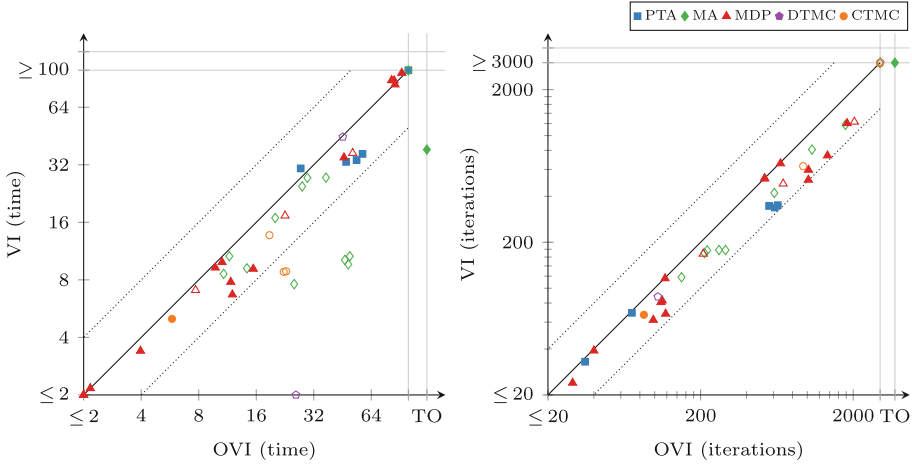 PTA MA MDP DTMC CTMC
≥ 100
64
32
16
8
4
≤ 2
VI (time)
≤ 2 4 8 16 32 64 TO
OVI (time)
≥ 3000
2000
200
≤ 20
VI (iterations)
≤ 20 200 2000 TO
OVI (iterations)